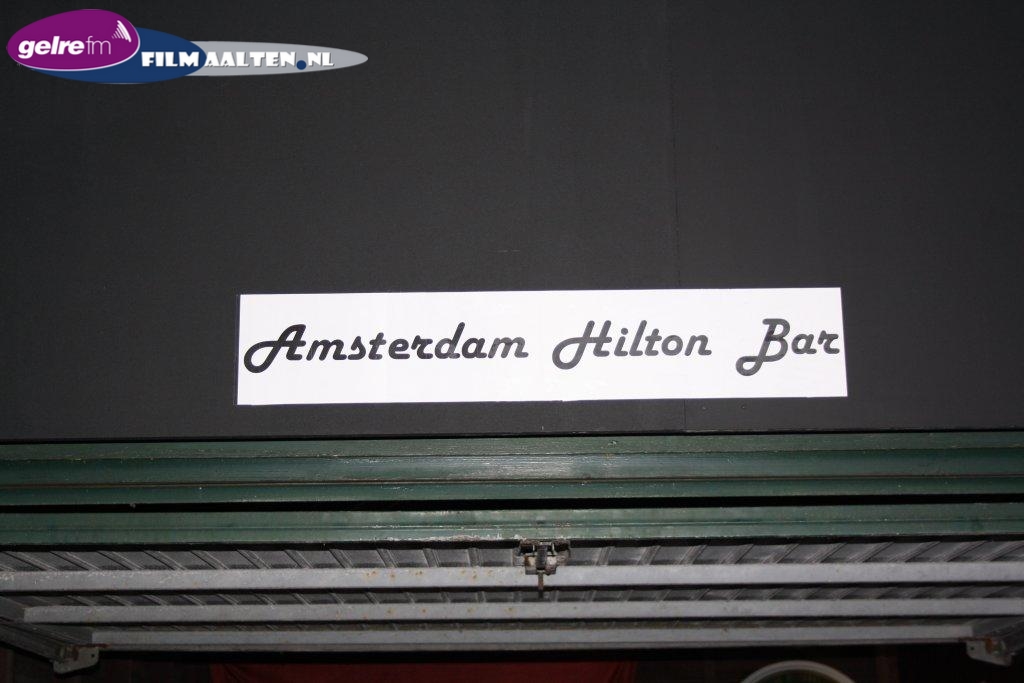 gelre fm
FILMAALTEN.NL
Amsterdam Hilton Bar